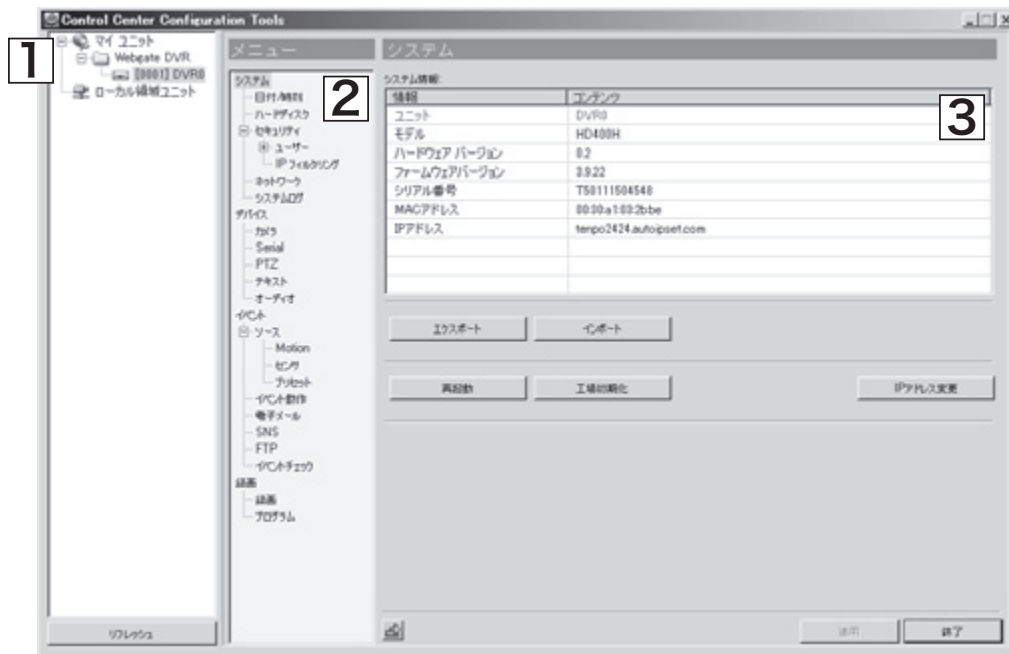 Control Center Configuration Tools
1
マイ ユニット
Webgate DVR
[0001] DVR0
ローカル領域ユニット
リフレッシュ
メニュー
2
システム
日付/時刻
ハードディスク
セキュリティ
ユーザー
IP フィルタリング
ネットワーク
システムログ
デバイス
カメラ
Serial
PTZ
テキスト
オーディオ
イベント
ソース
Motion
センサ
プリセット
イベント動作
電子メール
SNS
FTP
イベントチェック
録画
録画
プログラム
システム
3
システム情報:
情報 コンテンツ
ユニット DVR0
モデル HD400H
ハードウェア バージョン 0.2
ファームウェアバージョン 3.9.22
シリアル番号 T50111504548
MACアドレス 00:30:a1:03:2b:be
IPアドレス tenpo2424.autoipset.com
エクスポート インポート
再起動 工場初期化 IPアドレス変更
適用 終了